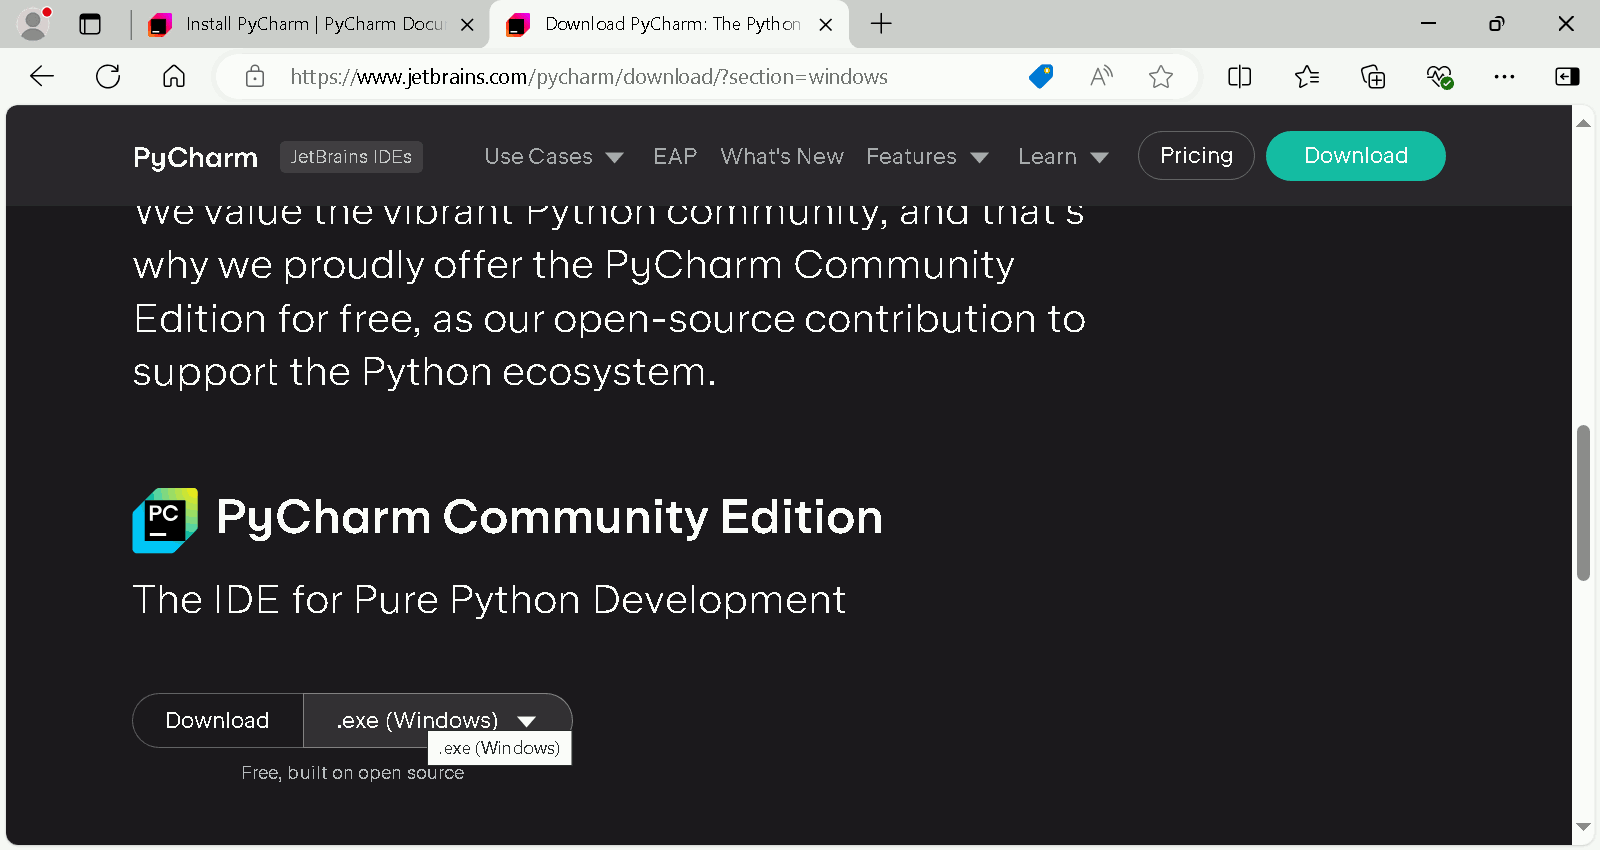 Install PyCharm | PyCharm Docu
Download PyCharm: The Python
https://www.jetbrains.com/pycharm/download/?section=windows
PyCharm
JetBrains IDEs
Use Cases
EAP
What's New
Features
Learn
Pricing
Download
We value the vibrant Python community, and that's
why we proudly offer the PyCharm Community
Edition for free, as our open-source contribution to
support the Python ecosystem.
PC
PyCharm Community Edition
The IDE for Pure Python Development
Download
.exe (Windows)
.exe (Windows)
Free, built on open source